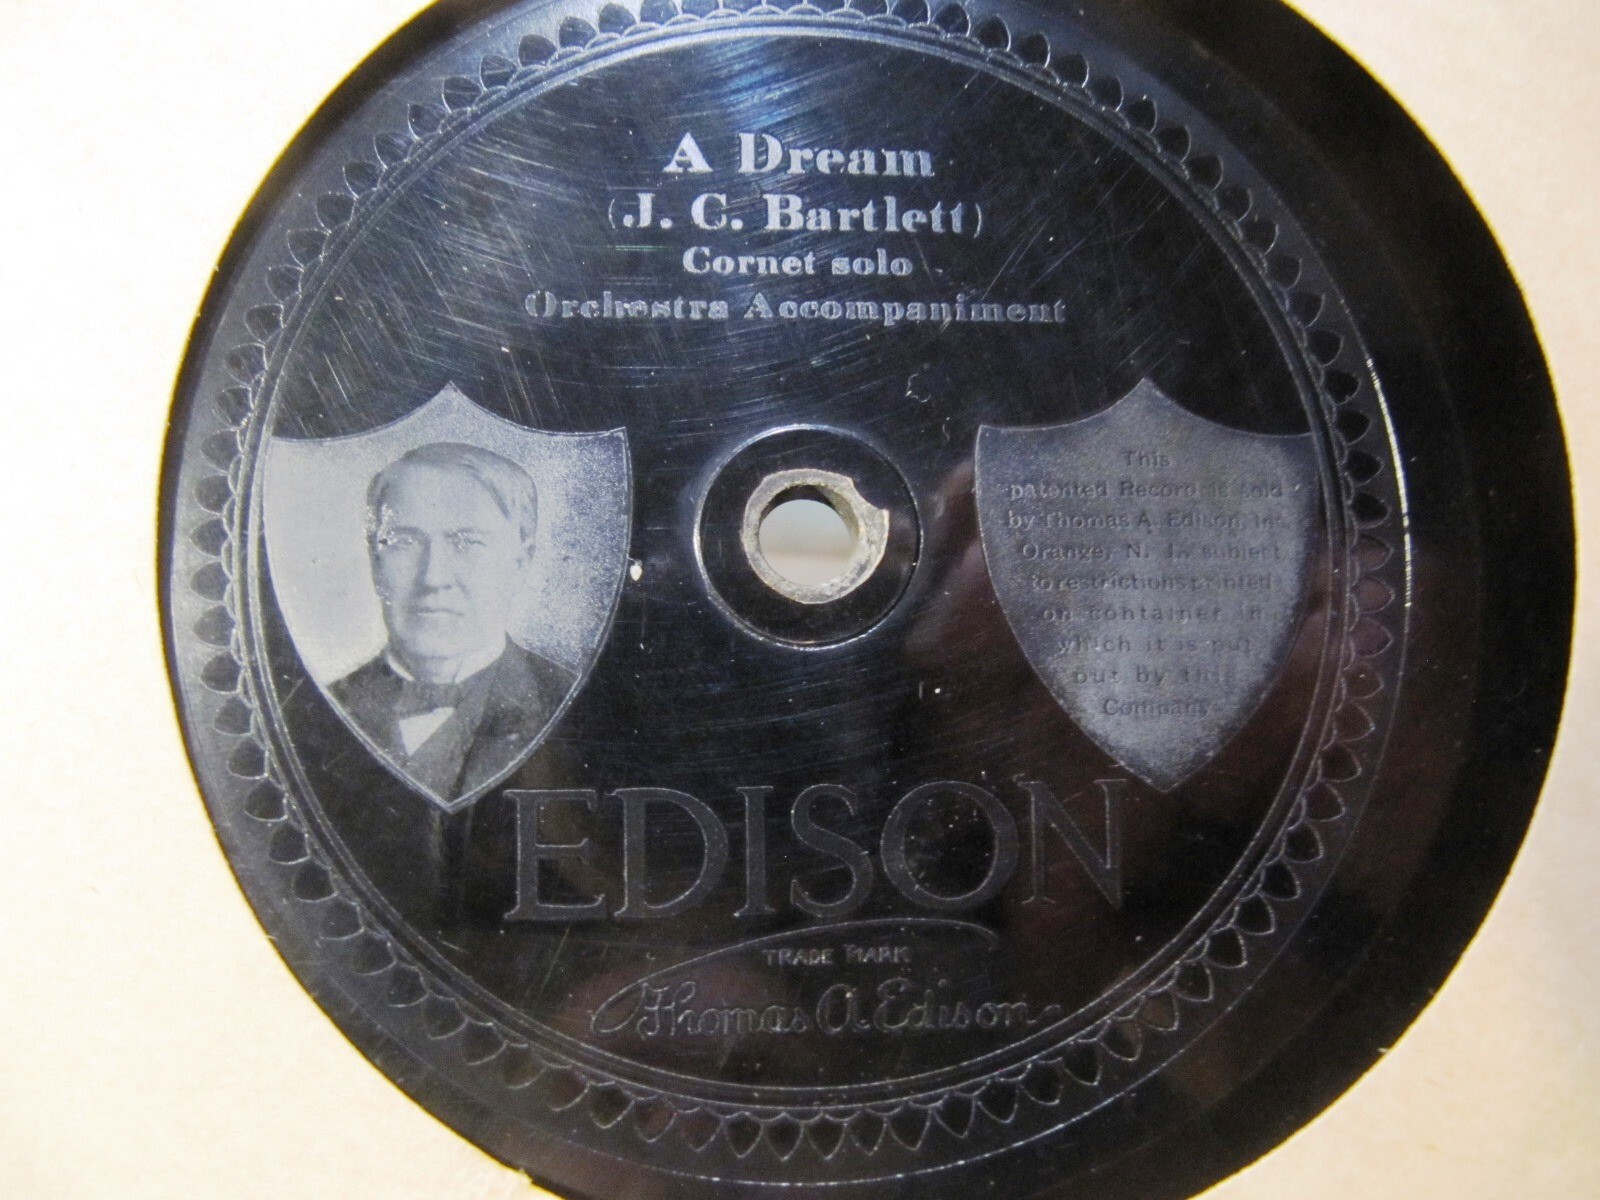 A Dream
(J. C. Bartlett)
Cornet solo
Orchestra Accompaniment
This
patented Record is sold
by Thomas A. Edison, Inc.
Orange, N. J., subject
to restrictions printed
on container in
which it is put
out by this
Company
EDISON
TRADE MARK
Thomas A Edison